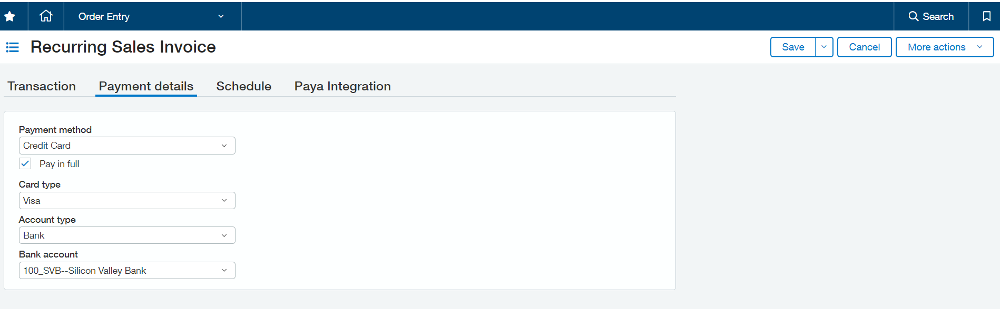 Order Entry
Search
Recurring Sales Invoice
Save
Cancel
More actions
Transaction
Payment details
Schedule
Paya Integration
Payment method
Credit Card
Pay in full
Card type
Visa
Account type
Bank
Bank account
100_SVB--Silicon Valley Bank